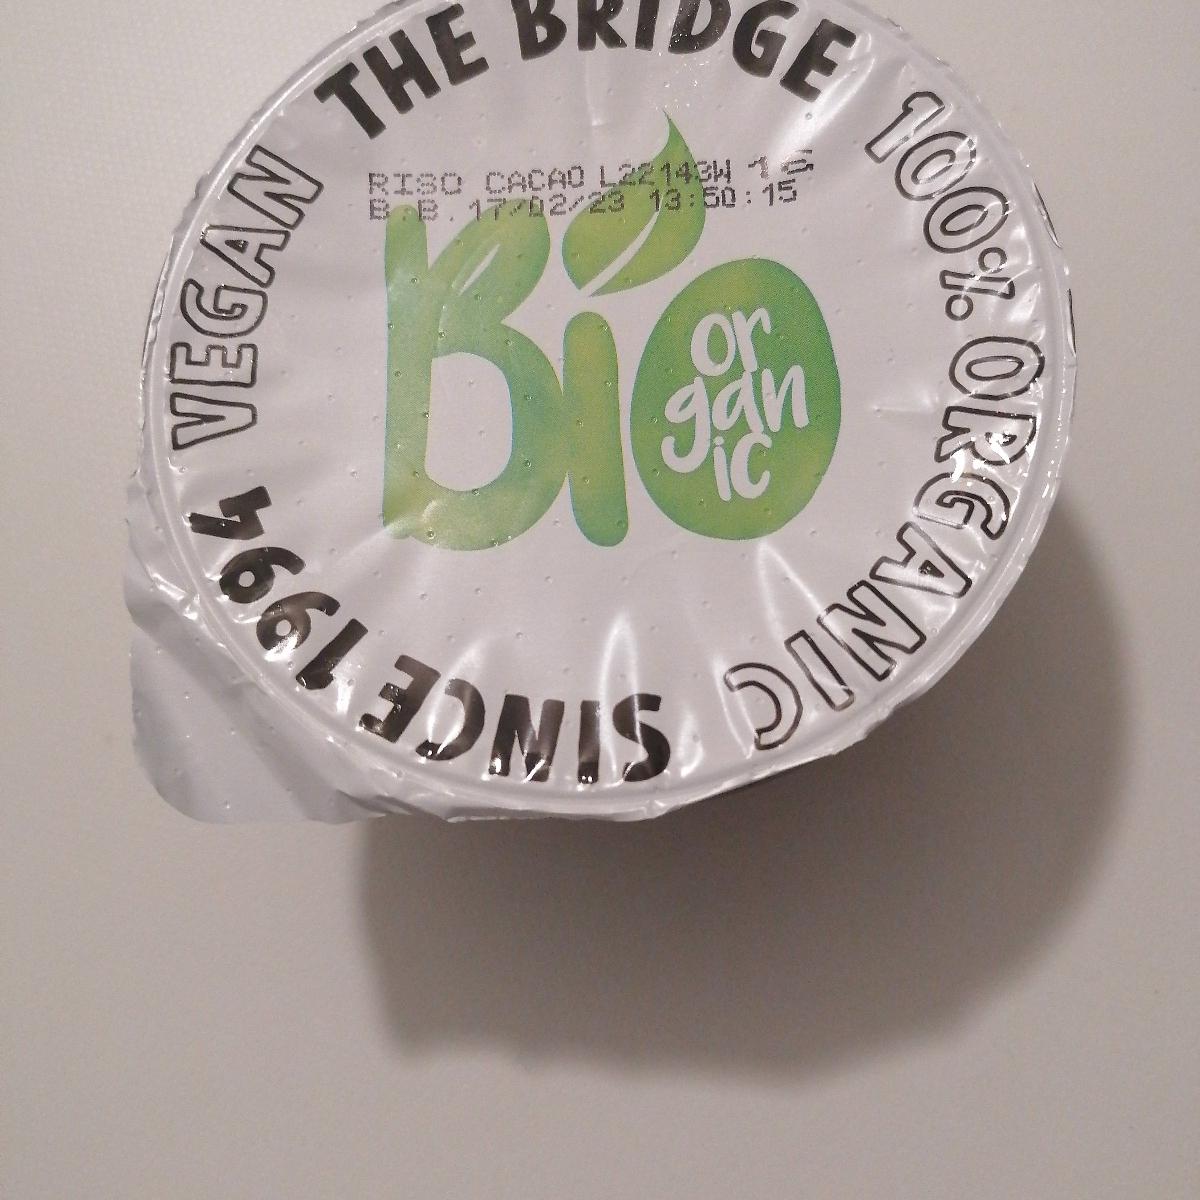 THE BRIDGE
100% ORGANIC
SINCE 1994
VEGAN
RISO CACAO L22143W
B.B. 17/02/23 13:50:15
Bio
or
gan
ic